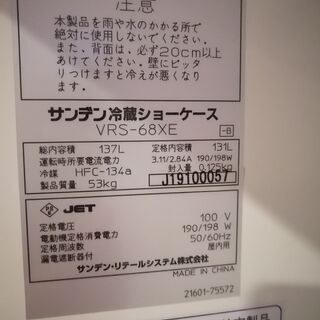 注意
本製品を雨や水のかかる所で
絶対に使用しないでください。
また、背面は、必ず20cm以上
あけてください。壁にピッタ
リつけますと冷えが悪くなり
ます。
サンデン冷蔵ショーケース
VRS-68XE -B
総内容積 137L 定格内容積 131L
運転時所要電流電力 3.11/2.84A 190/198W
冷媒 HFC-134a 封入量 0.125kg
製品質量 53kg J19100057
JET
定格電圧 100 V
電動機定格消費電力 190/198 W
定格周波数 50/60Hz
漏電遮断器付 屋内用
サンデン・リテールシステム株式会社
MADE IN CHINA
21601-75572